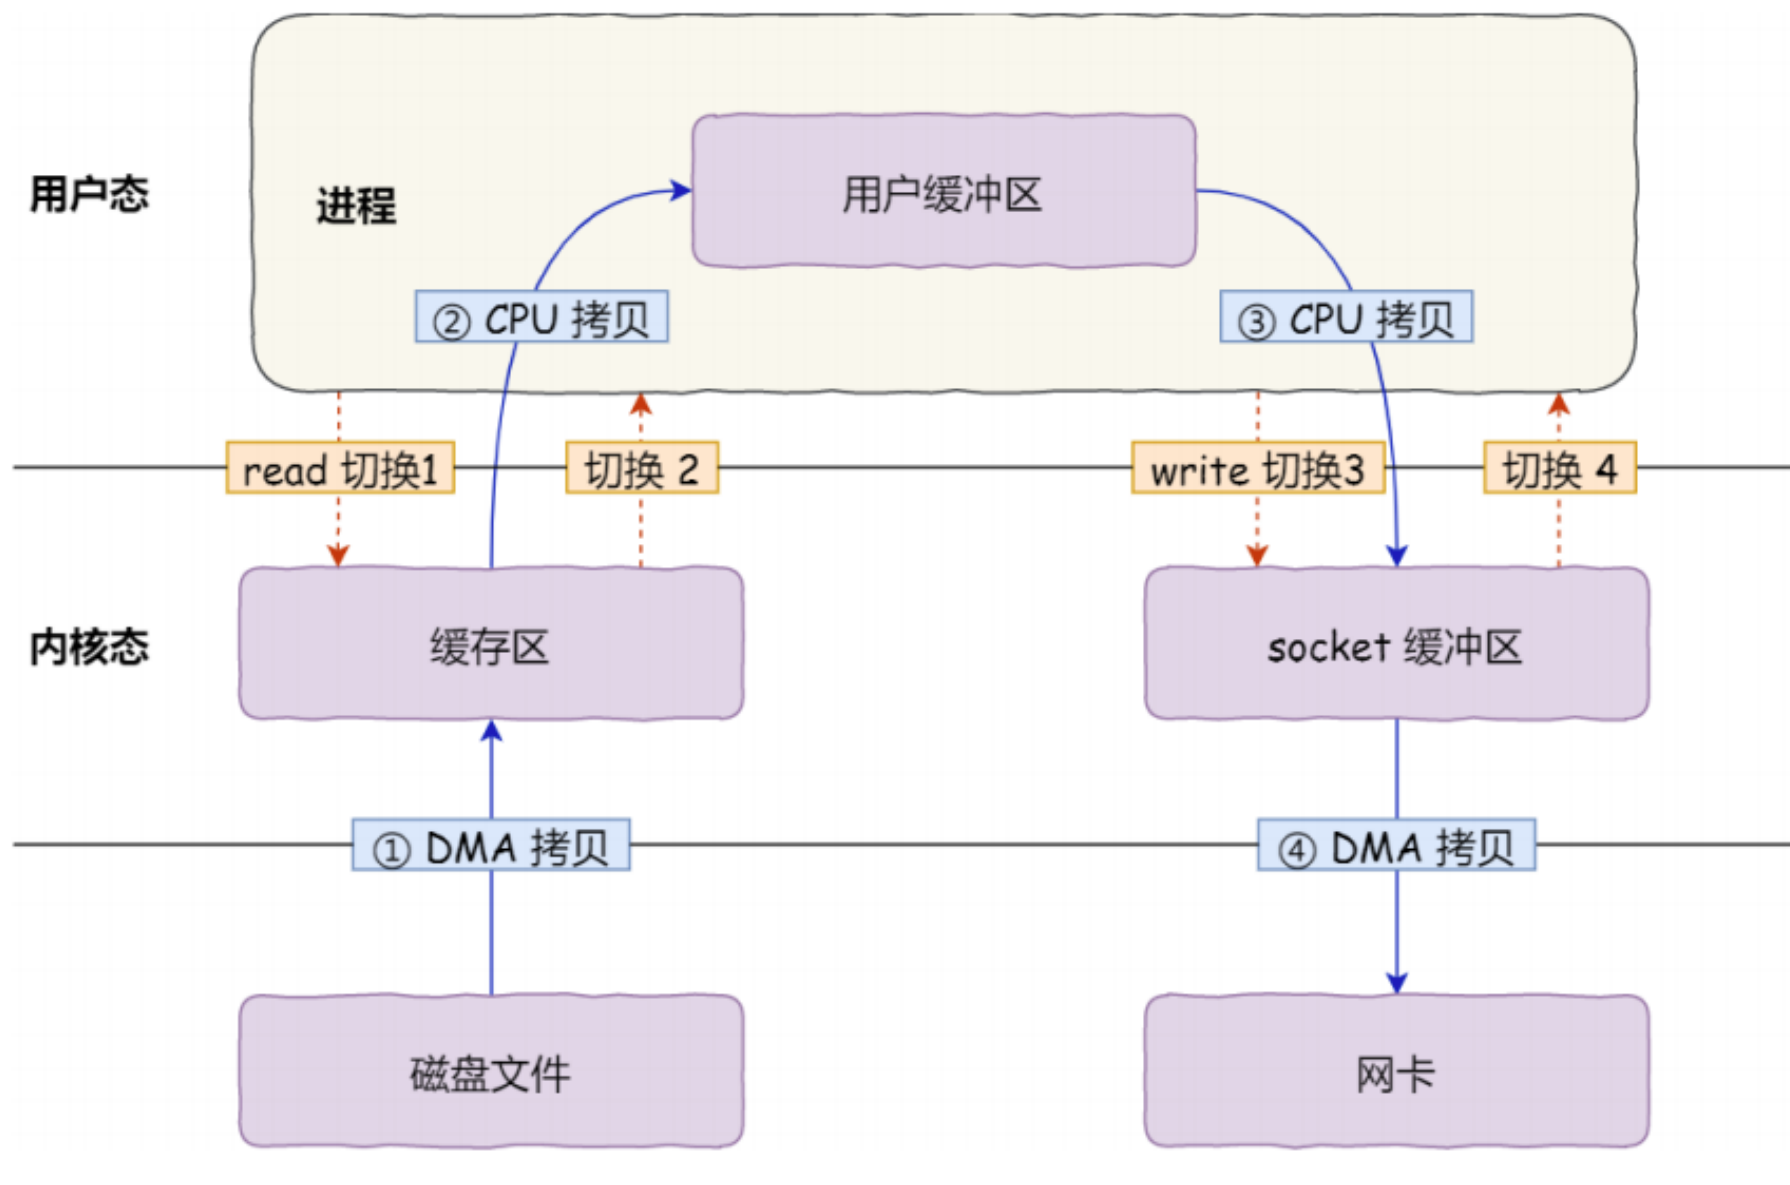 用户态
进程
用户缓冲区
② CPU 拷贝
③ CPU 拷贝
read 切换1
切换 2
write 切换3
切换 4
内核态
缓存区
socket 缓冲区
① DMA 拷贝
④ DMA 拷贝
磁盘文件
网卡